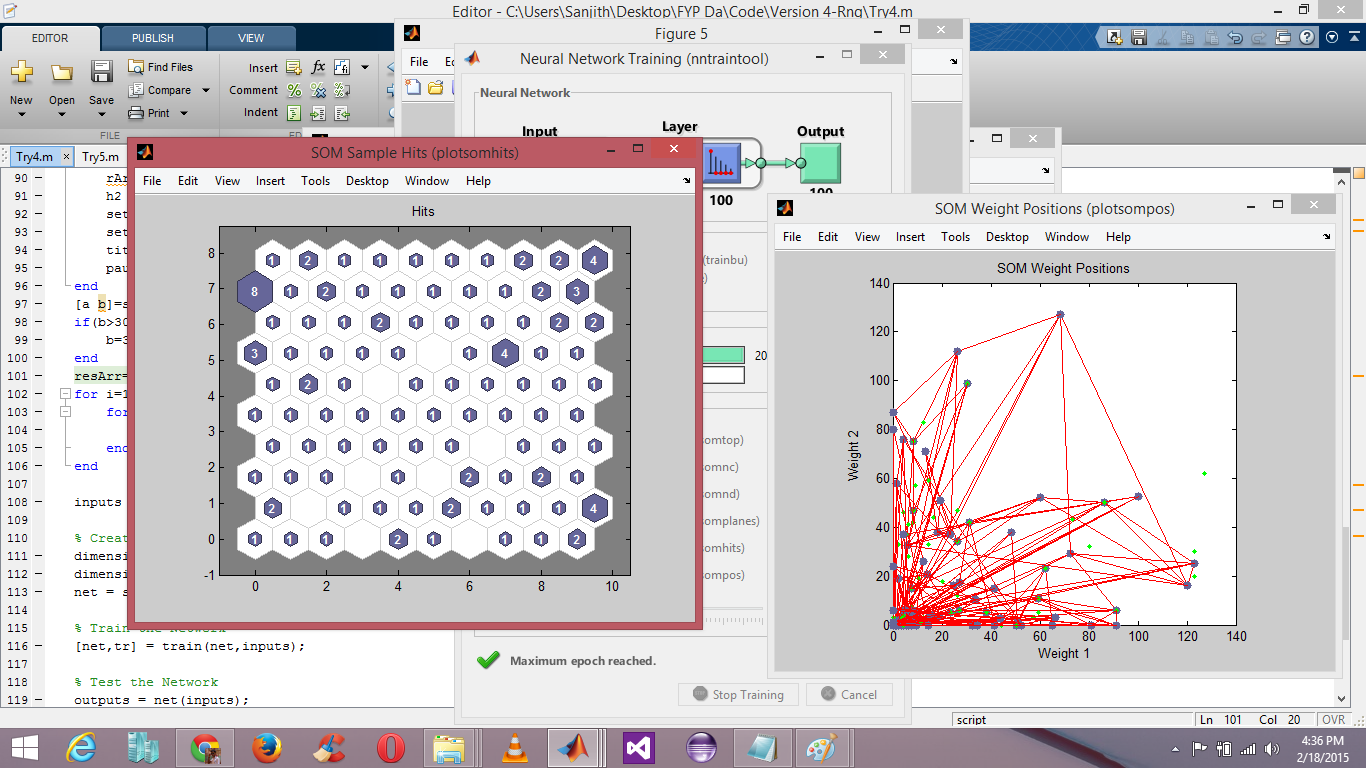 Editor - C:\Users\Sanjith\Desktop\FYP Da\Code\Version 4-Rnq\Try4.m
EDITOR PUBLISH VIEW
Figure 5
Neural Network Training (nntraintool)
New Open Save
Find Files
Compare
Print
FILE
Insert
Comment
Indent
File
Neural Network
Input Layer Output
100 100
Try4.m Try5.m
SOM Sample Hits (plotsomhits)
File Edit View Insert Tools Desktop Window Help
Hits
8 1 2 1 1 1 1 1 2 2 4
7 8 1 2 1 1 1 1 1 2 3
6 1 1 1 2 1 1 1 1 2 2
5 3 1 1 1 1 1 4 1 1
4 1 2 1 1 1 1 1 1 1
3 1 1 1 1 1 1 1 1 1 1
2 1 1 1 1 1 1 1 1 1
1 1 1 1 1 2 1 2 1
2 1 1 1 2 1 1 1 4
0 1 1 1 2 1 1 1 2
-1
0 2 4 6 8 10
SOM Weight Positions (plotsompos)
File Edit View Insert Tools Desktop Window Help
SOM Weight Positions
Weight 2
140
120
100
80
60
40
20
0
0 20 40 60 80 100 120 140
Weight 1
(trainbu)
20
somtop)
somnc)
somnd)
somplanes)
somhits)
sompos)
90
91 h2
92 set
93 set
94 tit
95 pau
96 end
97 [a b]=s
98 if(b>30
99 b=3
100 end
101 resArr=
102 for i=1
103 for
104
105 end
106 end
107
108 inputs
109
110 % Creat
111 dimensi
112 dimensi
113 net = s
114
115 % Train the Network
116 [net,tr] = train(net,inputs);
117
118 % Test the Network
119 outputs = net(inputs);
Maximum epoch reached.
Stop Training Cancel
script Ln 101 Col 20 OVR
4:36 PM
2/18/2015